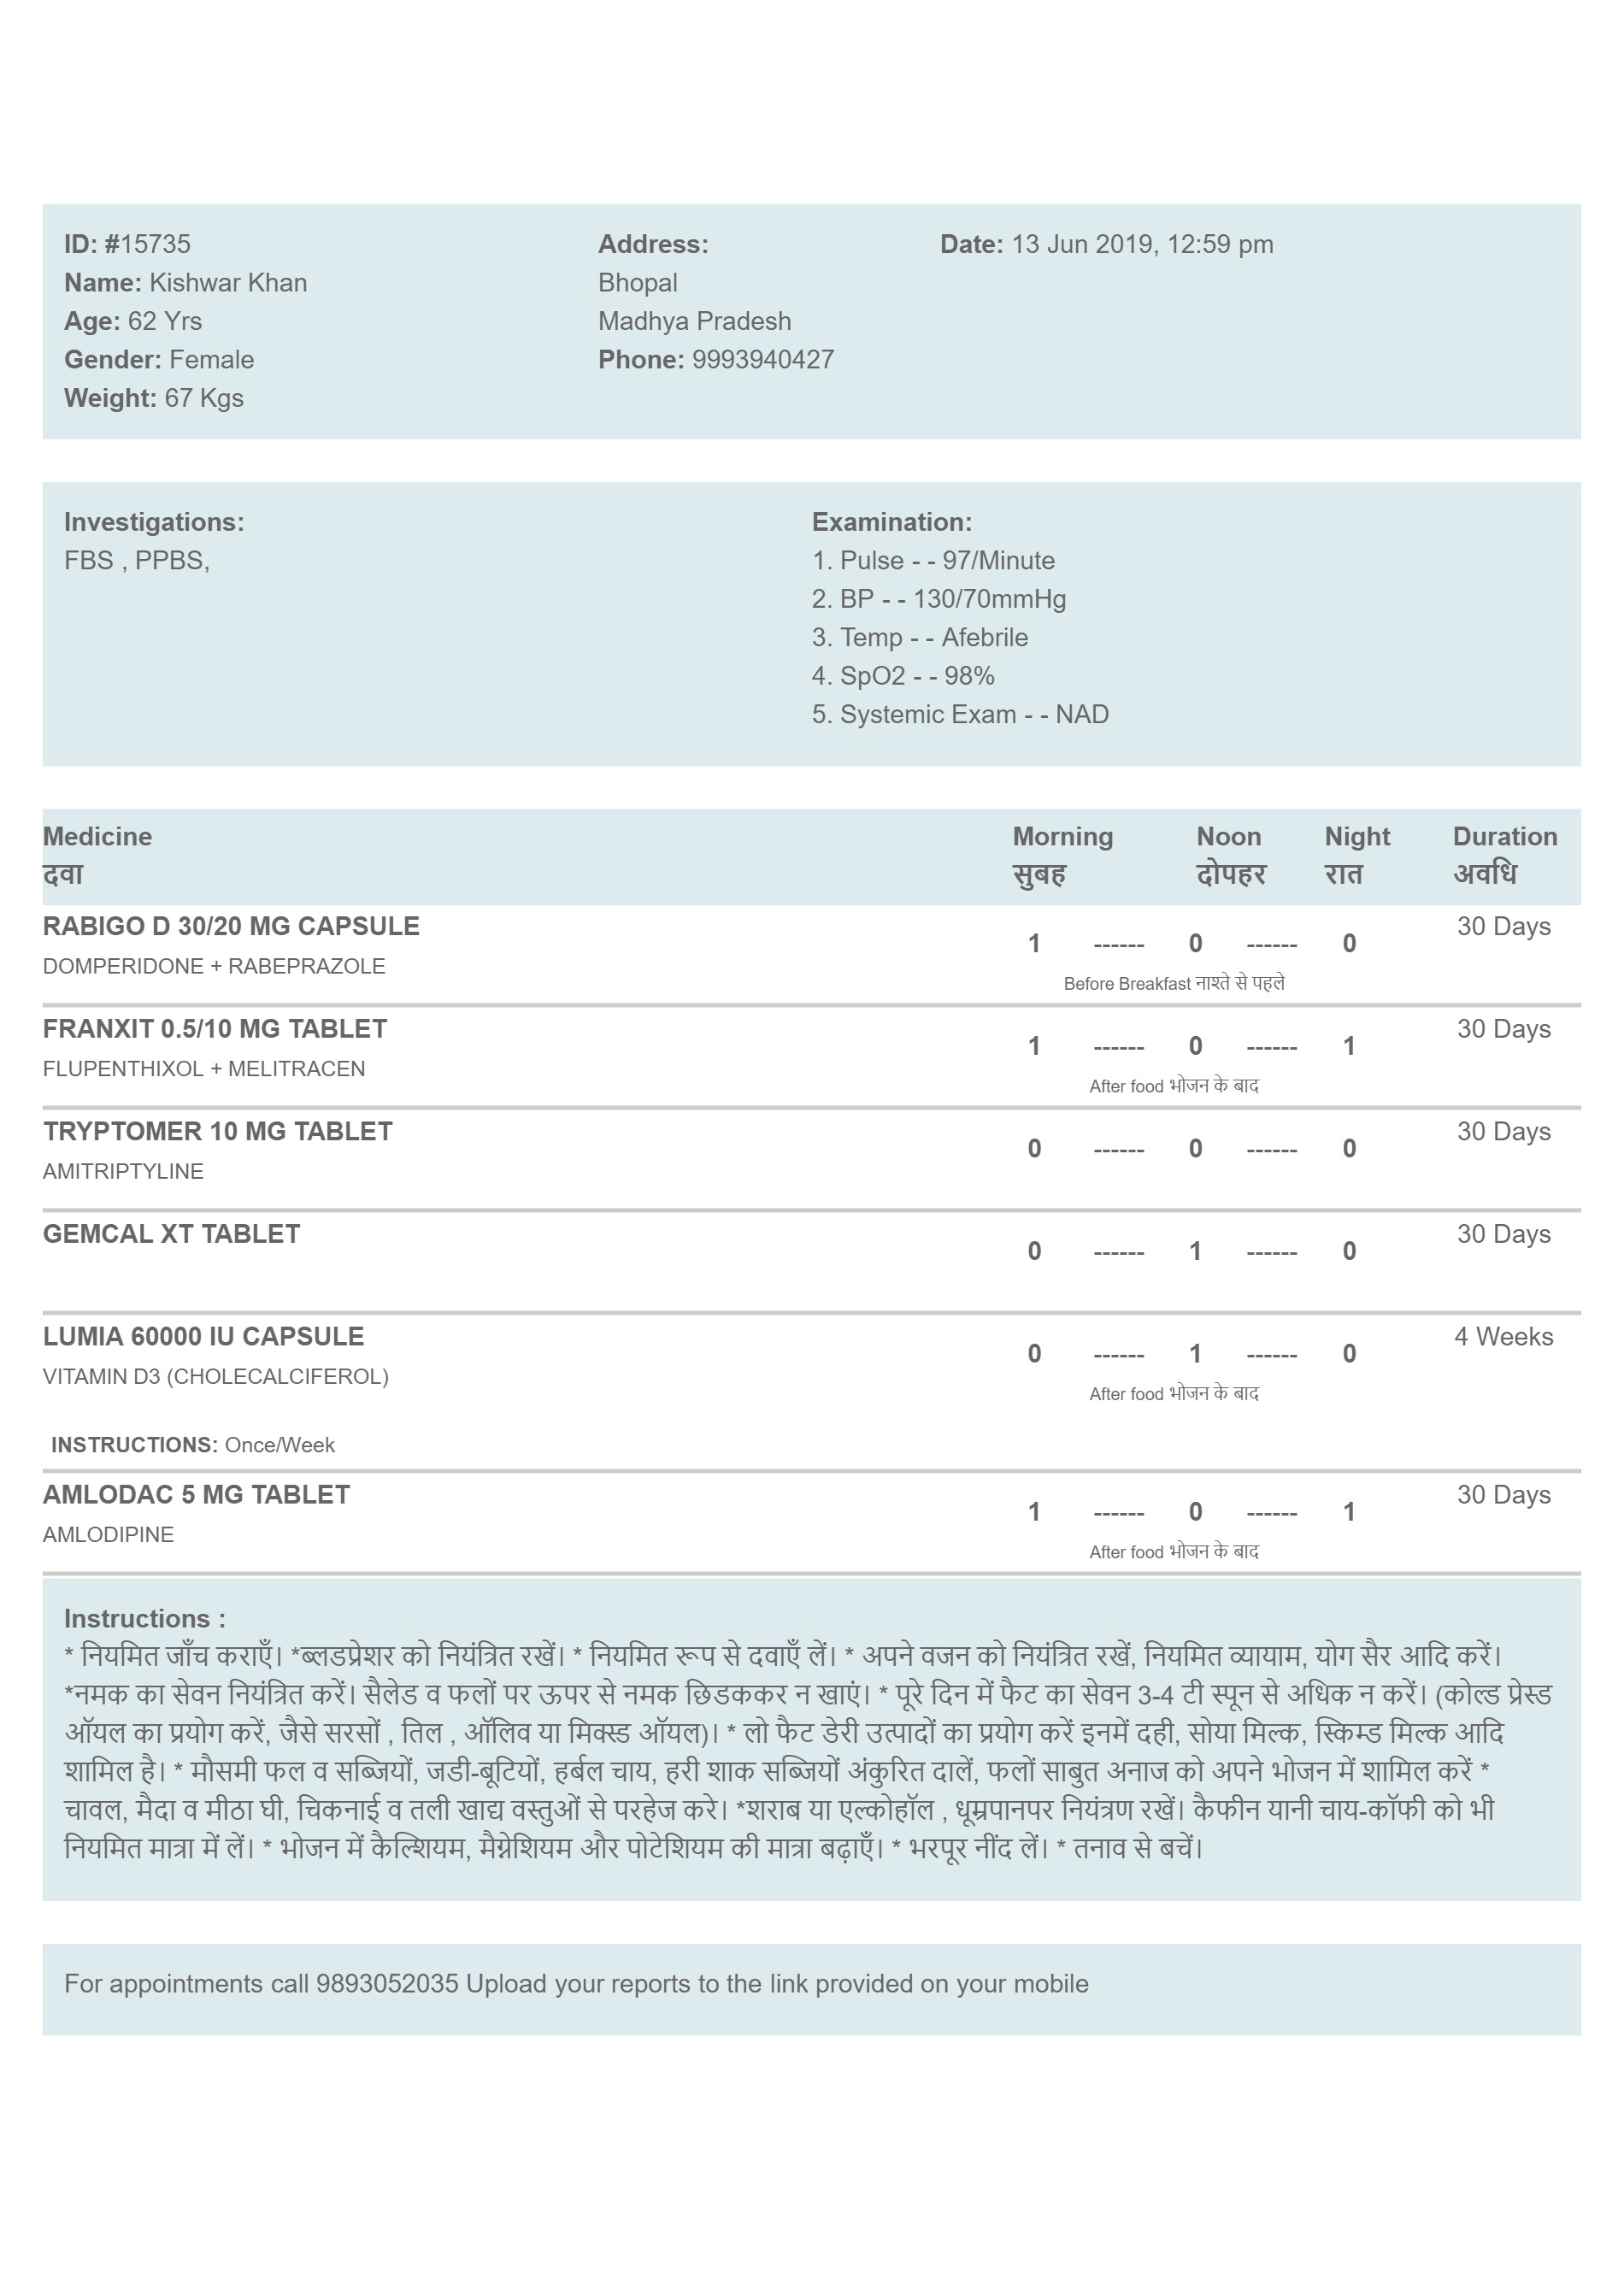 ID: #15735
Name: Kishwar Khan
Age: 62 Yrs
Gender: Female
Weight: 67 Kgs
Address:
Bhopal
Madhya Pradesh
Phone: 9993940427
Date: 13 Jun 2019, 12:59 pm
Investigations:
FBS , PPBS,
Examination:
1. Pulse - - 97/Minute
2. BP - - 130/70mmHg
3. Temp - - Afebrile
4. SpO2 - - 98%
5. Systemic Exam - - NAD
Medicine Morning Noon Night Duration
दवा सुबह दोपहर रात अवधि
RABIGO D 30/20 MG CAPSULE 1 ------ 0 ------ 0 30 Days
DOMPERIDONE + RABEPRAZOLE
Before Breakfast नाश्ते से पहले
FRANXIT 0.5/10 MG TABLET 1 ------ 0 ------ 1 30 Days
FLUPENTHIXOL + MELITRACEN
After food भोजन के बाद
TRYPTOMER 10 MG TABLET 0 ------ 0 ------ 0 30 Days
AMITRIPTYLINE
GEMCAL XT TABLET 0 ------ 1 ------ 0 30 Days
LUMIA 60000 IU CAPSULE 0 ------ 1 ------ 0 4 Weeks
VITAMIN D3 (CHOLECALCIFEROL)
After food भोजन के बाद
INSTRUCTIONS: Once/Week
AMLODAC 5 MG TABLET 1 ------ 0 ------ 1 30 Days
AMLODIPINE
After food भोजन के बाद
Instructions :
* नियमित जाँच कराएँ। *ब्लडप्रेशर को नियंत्रित रखें। * नियमित रूप से दवाएँ लें। * अपने वजन को नियंत्रित रखें, नियमित व्यायाम, योग सैर आदि करें।
*नमक का सेवन नियंत्रित करें। सैलेड व फलों पर ऊपर से नमक छिडककर न खाएं। * पूरे दिन में फैट का सेवन 3-4 टी स्पून से अधिक न करें। (कोल्ड प्रेस्ड
ऑयल का प्रयोग करें, जैसे सरसों , तिल , ऑलिव या मिक्स्ड ऑयल)। * लो फैट डेरी उत्पादों का प्रयोग करें इनमें दही, सोया मिल्क, स्किम्ड मिल्क आदि
शामिल है। * मौसमी फल व सब्जियों, जडी-बूटियों, हर्बल चाय, हरी शाक सब्जियों अंकुरित दालें, फलों साबुत अनाज को अपने भोजन में शामिल करें *
चावल, मैदा व मीठा घी, चिकनाई व तली खाद्य वस्तुओं से परहेज करे। *शराब या एल्कोहॉल , धूम्रपानपर नियंत्रण रखें। कैफीन यानी चाय-कॉफी को भी
नियमित मात्रा में लें। * भोजन में कैल्शियम, मैग्नेशियम और पोटेशियम की मात्रा बढ़ाएँ। * भरपूर नींद लें। * तनाव से बचें।
For appointments call 9893052035 Upload your reports to the link provided on your mobile